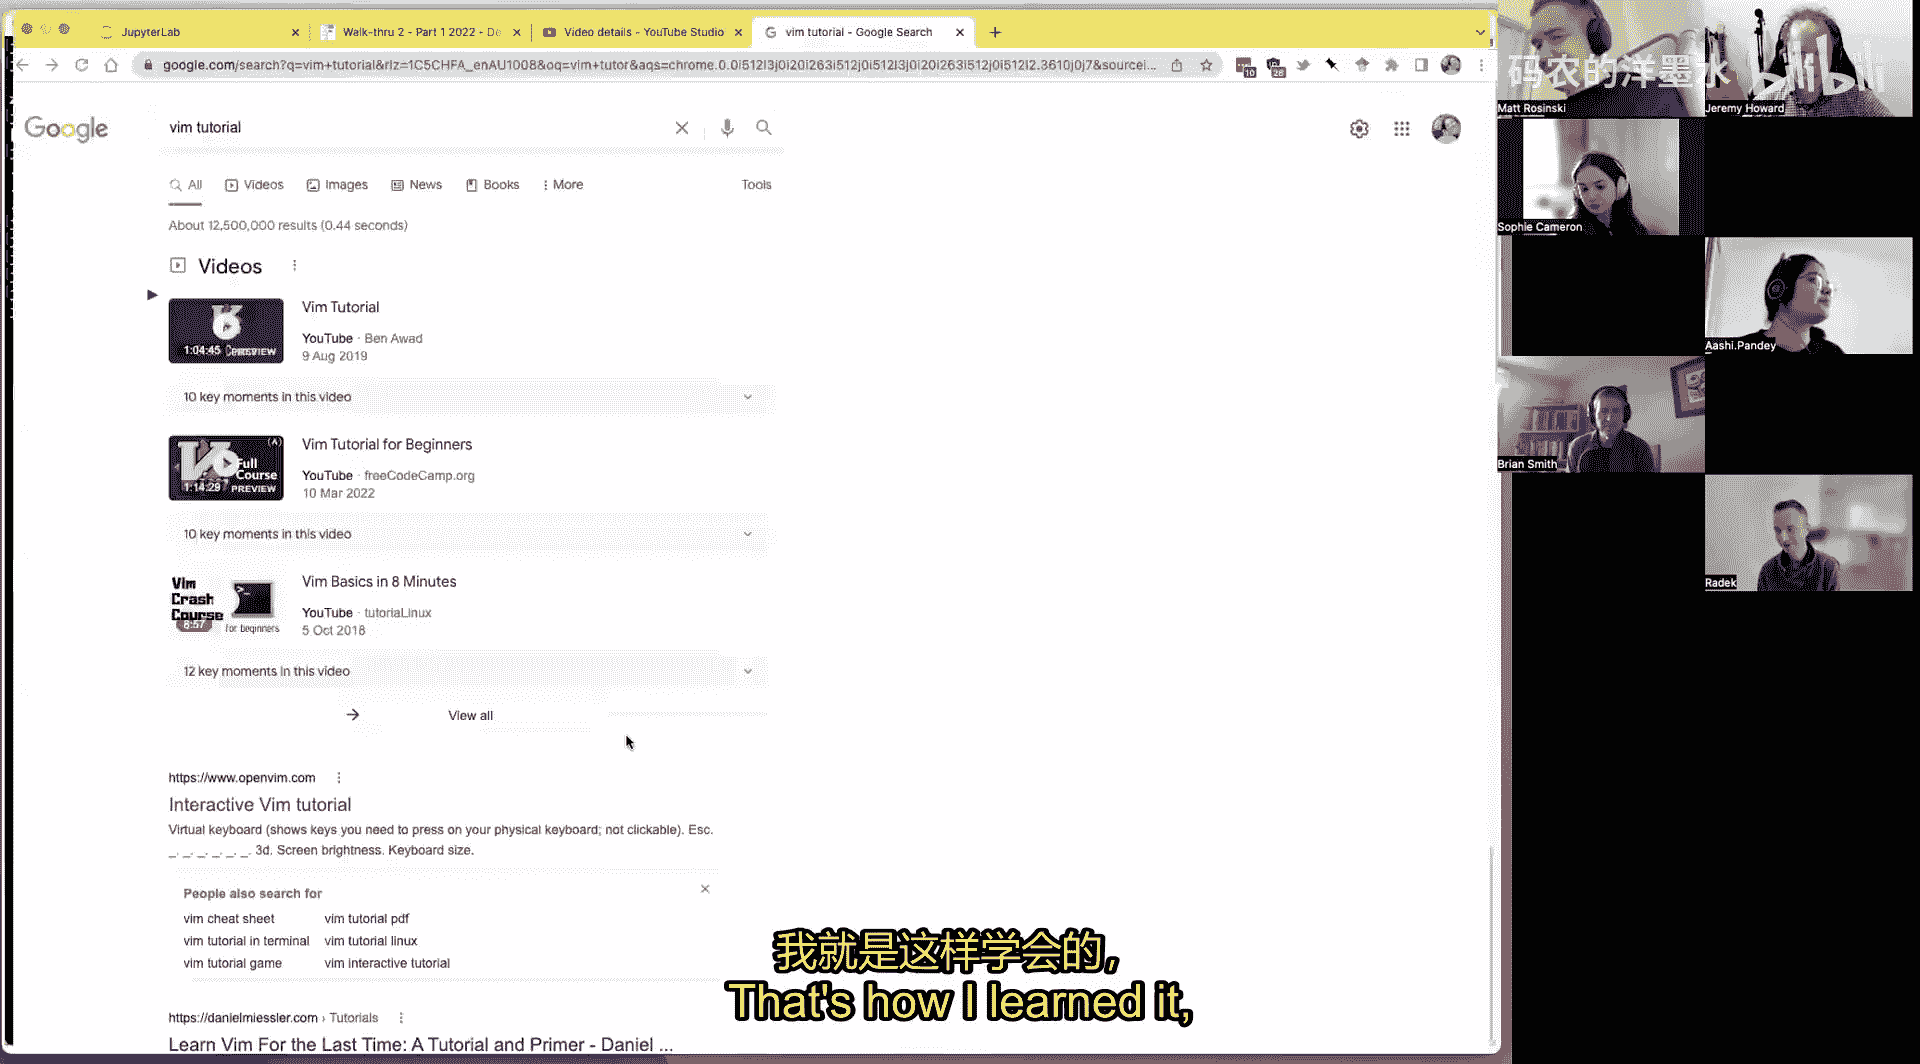 JupyterLab
Walk-thru 2 - Part 1 2022 - De
Video details - YouTube Studio
vim tutorial - Google Search
google.com/search?q=vim+tutorial&rlz=1C5CHFA_enAU1008&oq=vim+tutor&aqs=chrome.0.0i512l3j0i20i263i512j0i512l3j0i20i263i512j0i512l2.3610j0j7&sourcei...
10
28
码农的洋墨水
bilibili
Matt Rosinski
Jeremy Howard
Google
vim tutorial
All
Videos
Images
News
Books
More
Tools
About 12,500,000 results (0.44 seconds)
Videos
Vim Tutorial
YouTube · Ben Awad
9 Aug 2019
1:04:45
PREVIEW
10 key moments in this video
Vim Tutorial for Beginners
YouTube · freeCodeCamp.org
10 Mar 2022
Full
Course
1:14:29 PREVIEW
10 key moments in this video
Vim Basics in 8 Minutes
YouTube · tutoriaLinux
5 Oct 2018
Vim
Crash
Course
8:57
for beginners
12 key moments in this video
View all
https://www.openvim.com
Interactive Vim tutorial
Virtual keyboard (shows keys you need to press on your physical keyboard; not clickable). Esc.
_. _. _. _. _. _. 3d. Screen brightness. Keyboard size.
People also search for
vim cheat sheet
vim tutorial pdf
vim tutorial in terminal
vim tutorial linux
vim tutorial game
vim interactive tutorial
https://danielmiessler.com › Tutorials
Learn Vim For the Last Time: A Tutorial and Primer - Daniel ...
Sophie Cameron
Aashi.Pandey
Brian Smith
Radek
我就是这样学会的,
That's how I learned it,